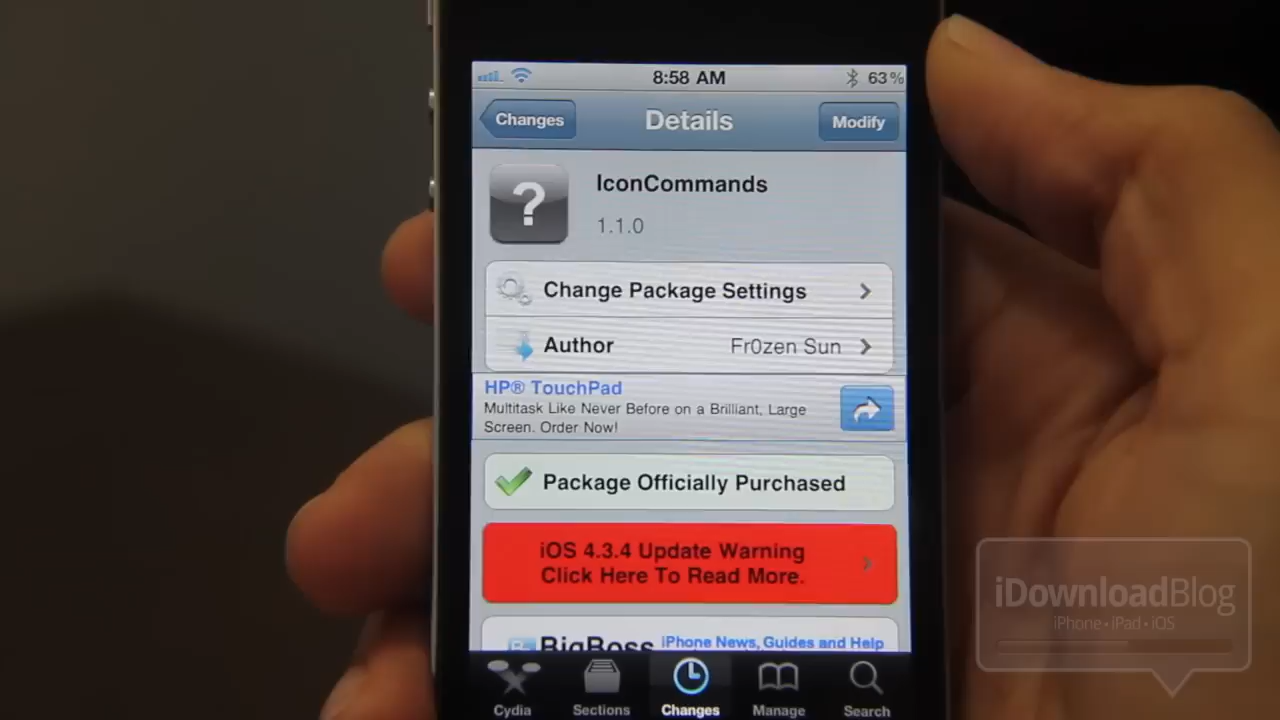 8:58 AM
63%
Changes
Details
Modify
?
IconCommands
1.1.0
Change Package Settings
Author
Fr0zen Sun
HP® TouchPad
Multitask Like Never Before on a Brilliant, Large
Screen. Order Now!
Package Officially Purchased
iOS 4.3.4 Update Warning
Click Here To Read More.
BigBoss
iPhone News, Guides and Help
iDownloadBlog
iPhone • iPad • iOS
Cydia
Sections
Changes
Manage
Search